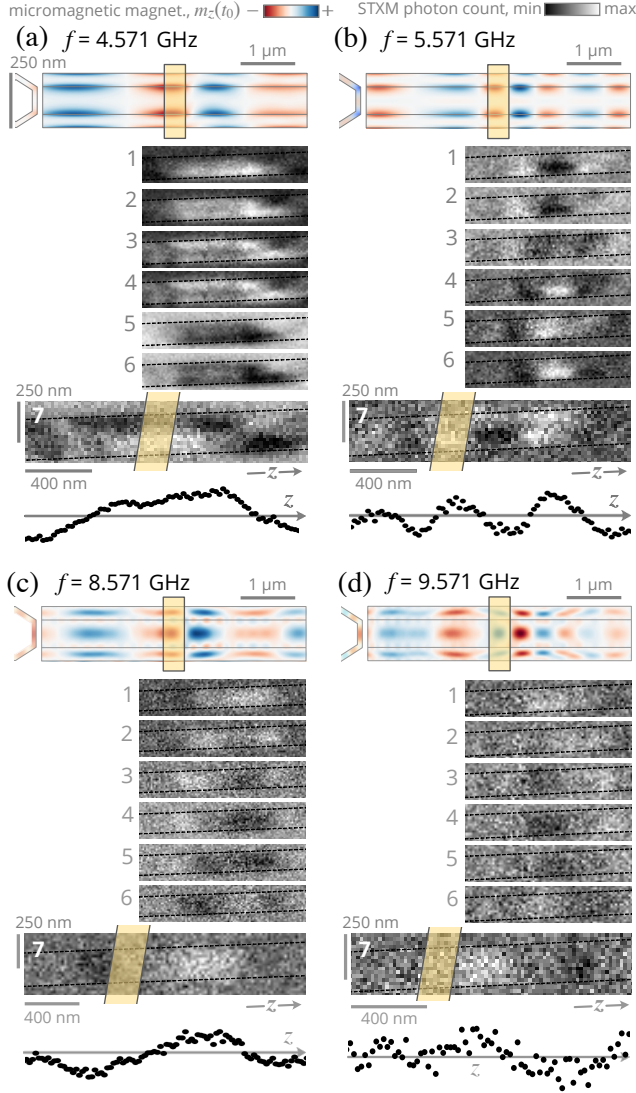 micromagnetic magnet., m_z(t₀) − + STXM photon count, min max
(a) f = 4.571 GHz 1 μm
250 nm
1
2
3
4
5
6
250 nm
7
400 nm z
z
(b) f = 5.571 GHz 1 μm
1
2
3
4
5
6
250 nm
7
400 nm z
z
(c) f = 8.571 GHz 1 μm
1
2
3
4
5
6
250 nm
7
400 nm z
z
(d) f = 9.571 GHz 1 μm
1
2
3
4
5
6
250 nm
7
400 nm z
z